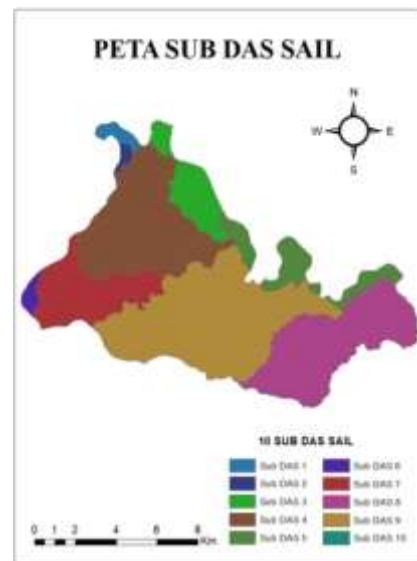 PETA SUB DAS SAIL
N
W E
S
10 SUB DAS SAIL
Sub DAS 1 Sub DAS 6
Sub DAS 2 Sub DAS 7
Sub DAS 3 Sub DAS 8
Sub DAS 4 Sub DAS 9
Sub DAS 5 Sub DAS 10
0 1 2 4 6 8
Km